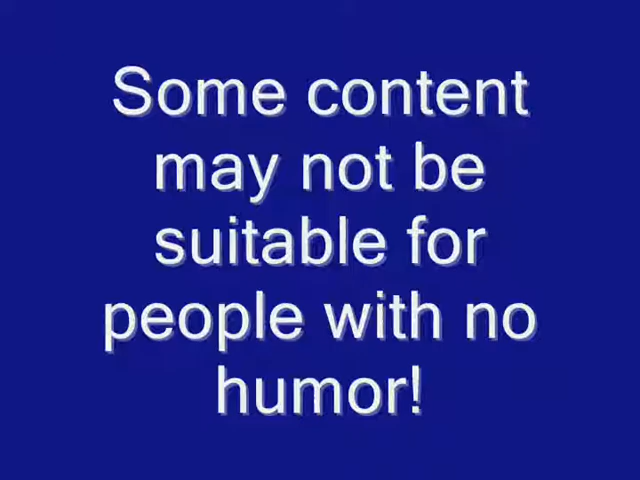 Some content
may not be
suitable for
people with no
humor!